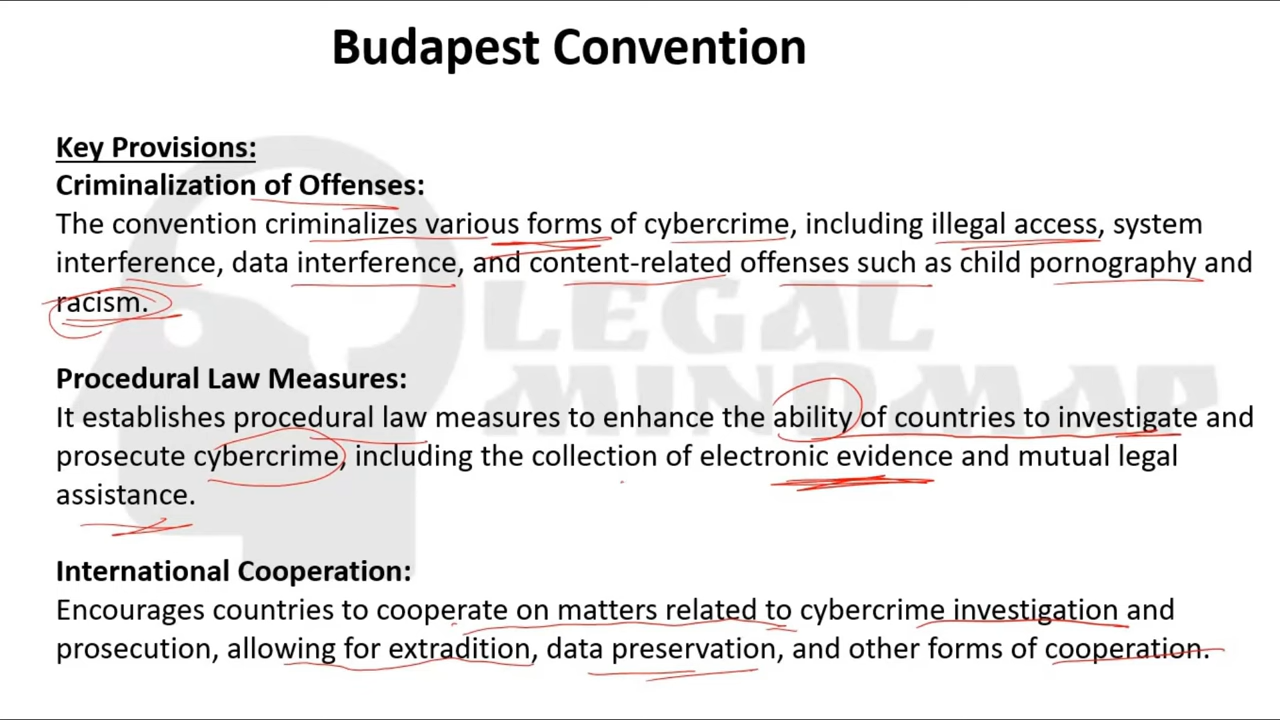 Budapest Convention
Key Provisions:
Criminalization of Offenses:
The convention criminalizes various forms of cybercrime, including illegal access, system
interference, data interference, and content-related offenses such as child pornography and
racism.
Procedural Law Measures:
It establishes procedural law measures to enhance the ability of countries to investigate and
prosecute cybercrime, including the collection of electronic evidence and mutual legal
assistance.
International Cooperation:
Encourages countries to cooperate on matters related to cybercrime investigation and
prosecution, allowing for extradition, data preservation, and other forms of cooperation.
LEGAL
MINDMAP